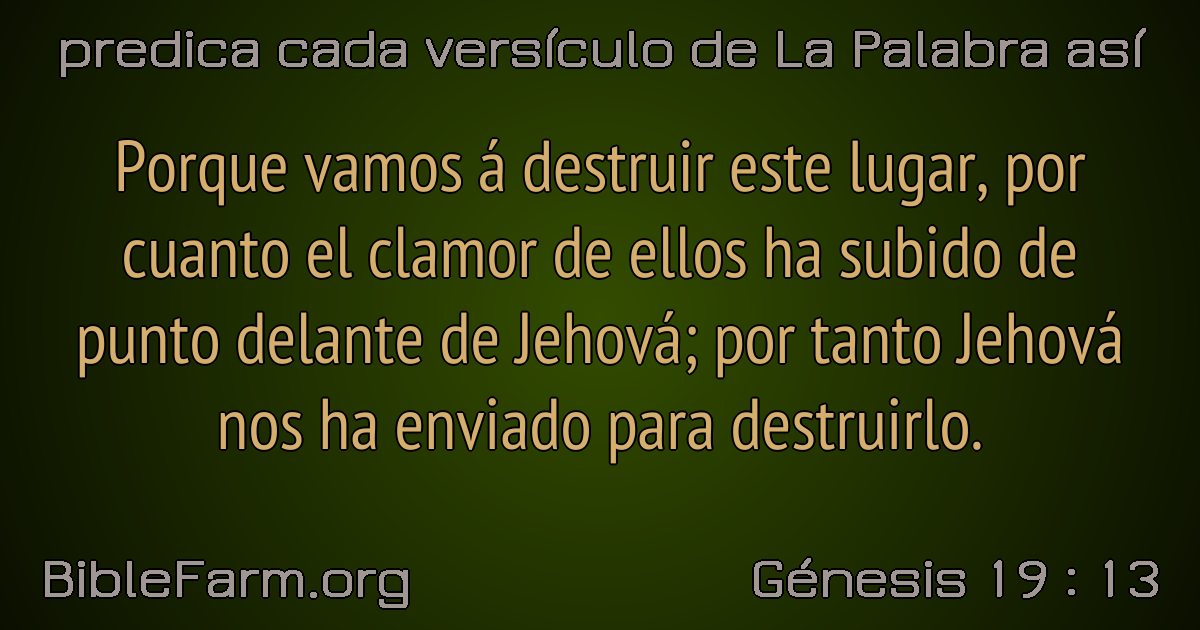 predica cada versículo de La Palabra así
Porque vamos á destruir este lugar, por
cuanto el clamor de ellos ha subido de
punto delante de Jehová; por tanto Jehová
nos ha enviado para destruirlo.
BibleFarm.org
Génesis 19 : 13